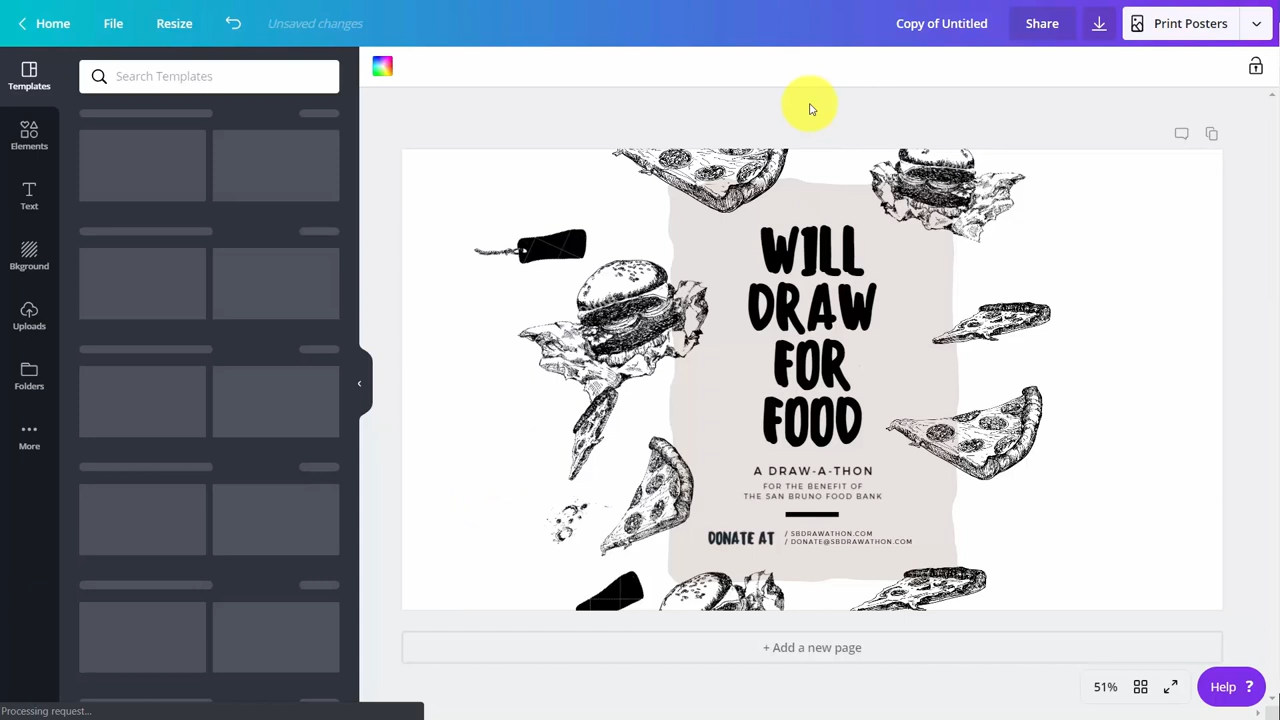 Home
File
Resize
Unsaved changes
Copy of Untitled
Share
Print Posters
Templates
Search Templates
Elements
Text
Bkground
Uploads
Folders
More
WILL
DRAW
FOR
FOOD
A DRAW-A-THON
FOR THE BENEFIT OF
THE SAN BRUNO FOOD BANK
DONATE AT
/ SBDRAWATHON.COM
/ DONATE@SBDRAWATHON.COM
+ Add a new page
51%
Help ?
Processing request...